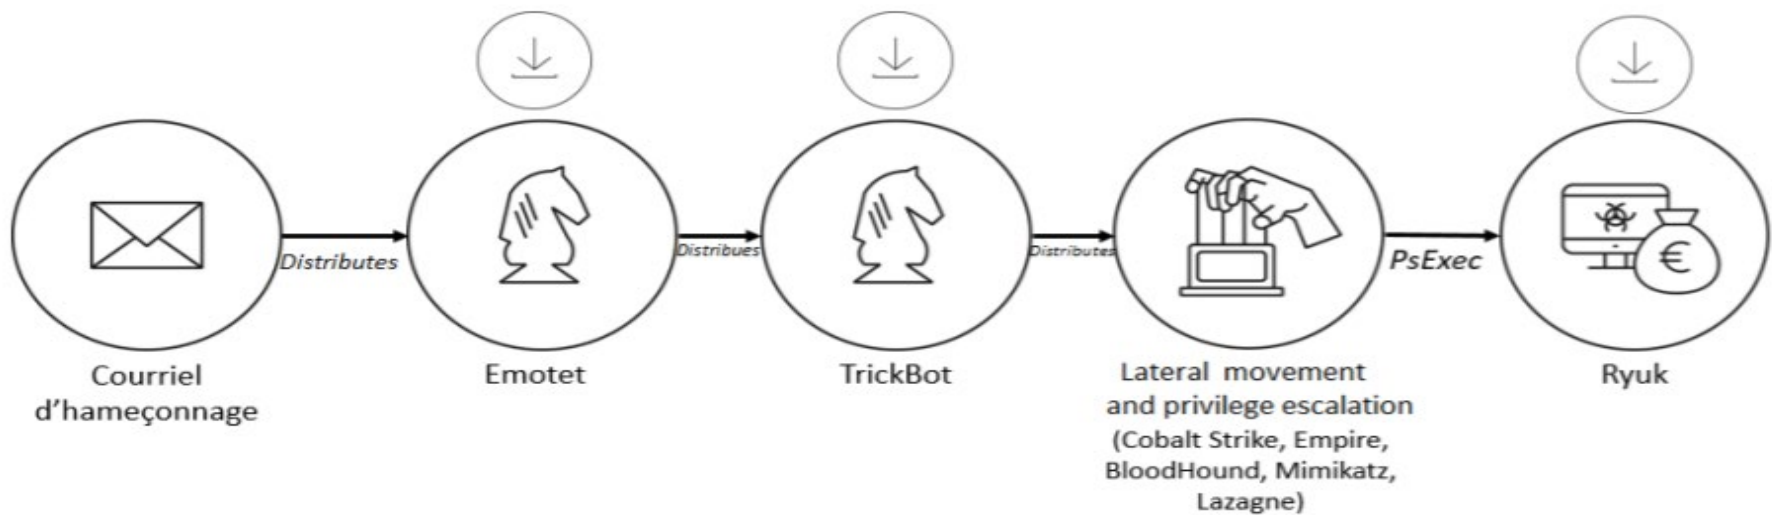 Distributes
Distribues
Distributes
PsExec
Courriel
d'hameçonnage
Emotet
TrickBot
Lateral movement
and privilege escalation
(Cobalt Strike, Empire,
BloodHound, Mimikatz,
Lazagne)
Ryuk
€